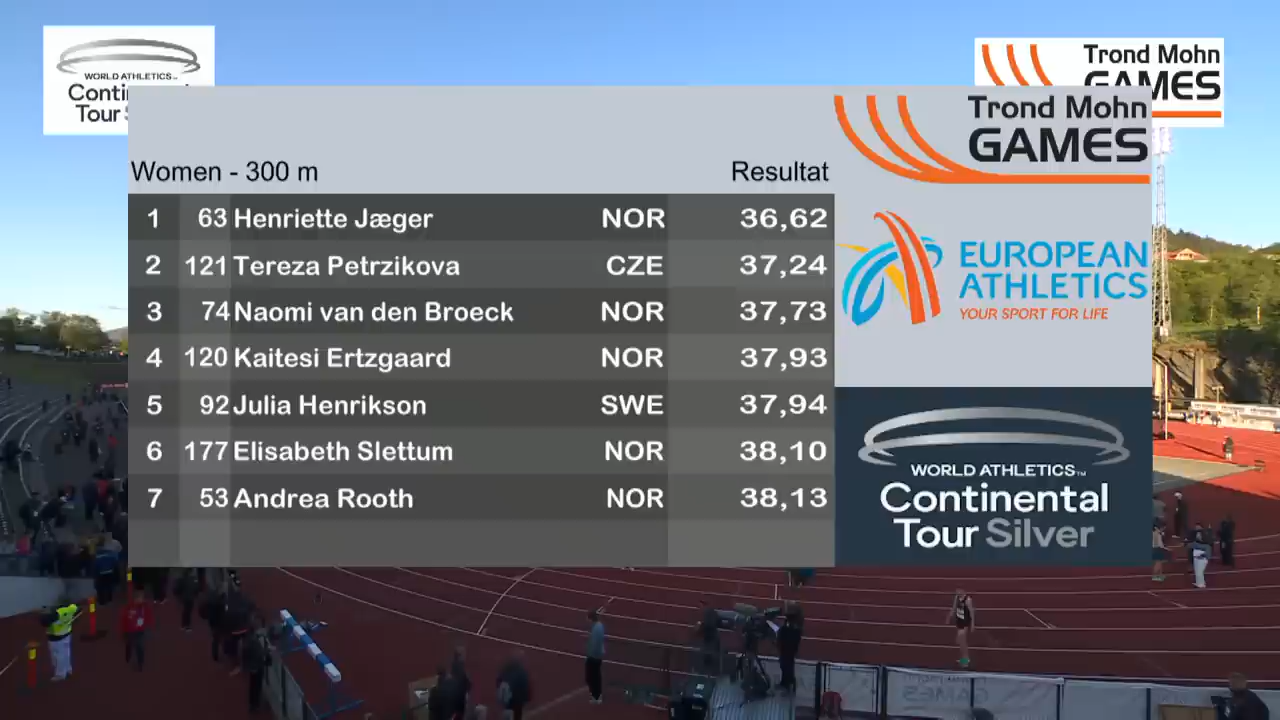 WORLD ATHLETICS™
Tour
Trond Mohn
GAMES
Trond Mohn
GAMES
Women - 300 m Resultat
1 63 Henriette Jæger NOR 36,62
2 121 Tereza Petrzikova CZE 37,24
3 74 Naomi van den Broeck NOR 37,73
4 120 Kaitesi Ertzgaard NOR 37,93
5 92 Julia Henrikson SWE 37,94
6 177 Elisabeth Slettum NOR 38,10
7 53 Andrea Rooth NOR 38,13
EUROPEAN
ATHLETICS
YOUR SPORT FOR LIFE
WORLD ATHLETICS™
Continental
Tour Silver